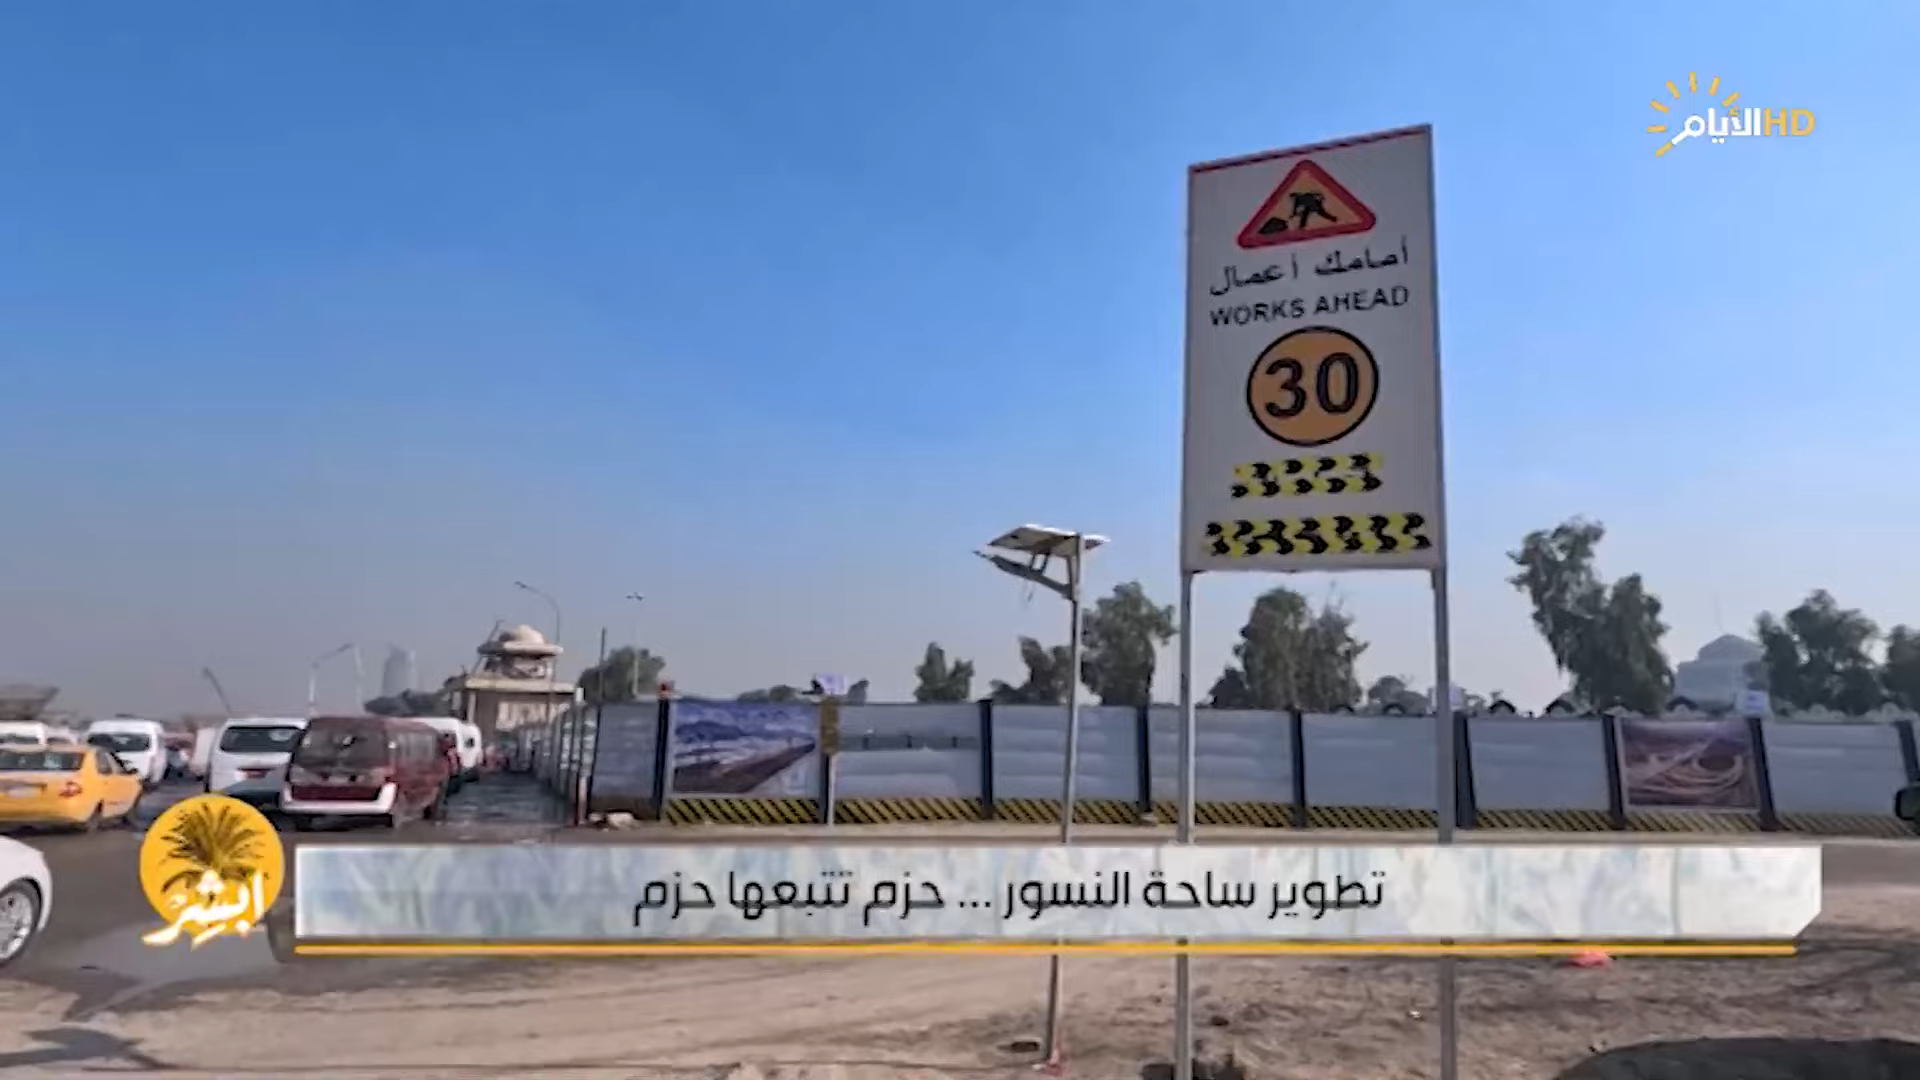 الأيام HD
أمامك أعمال
WORKS AHEAD
30
تطوير ساحة النسور ... حزم تتبعها حزم
ابشر